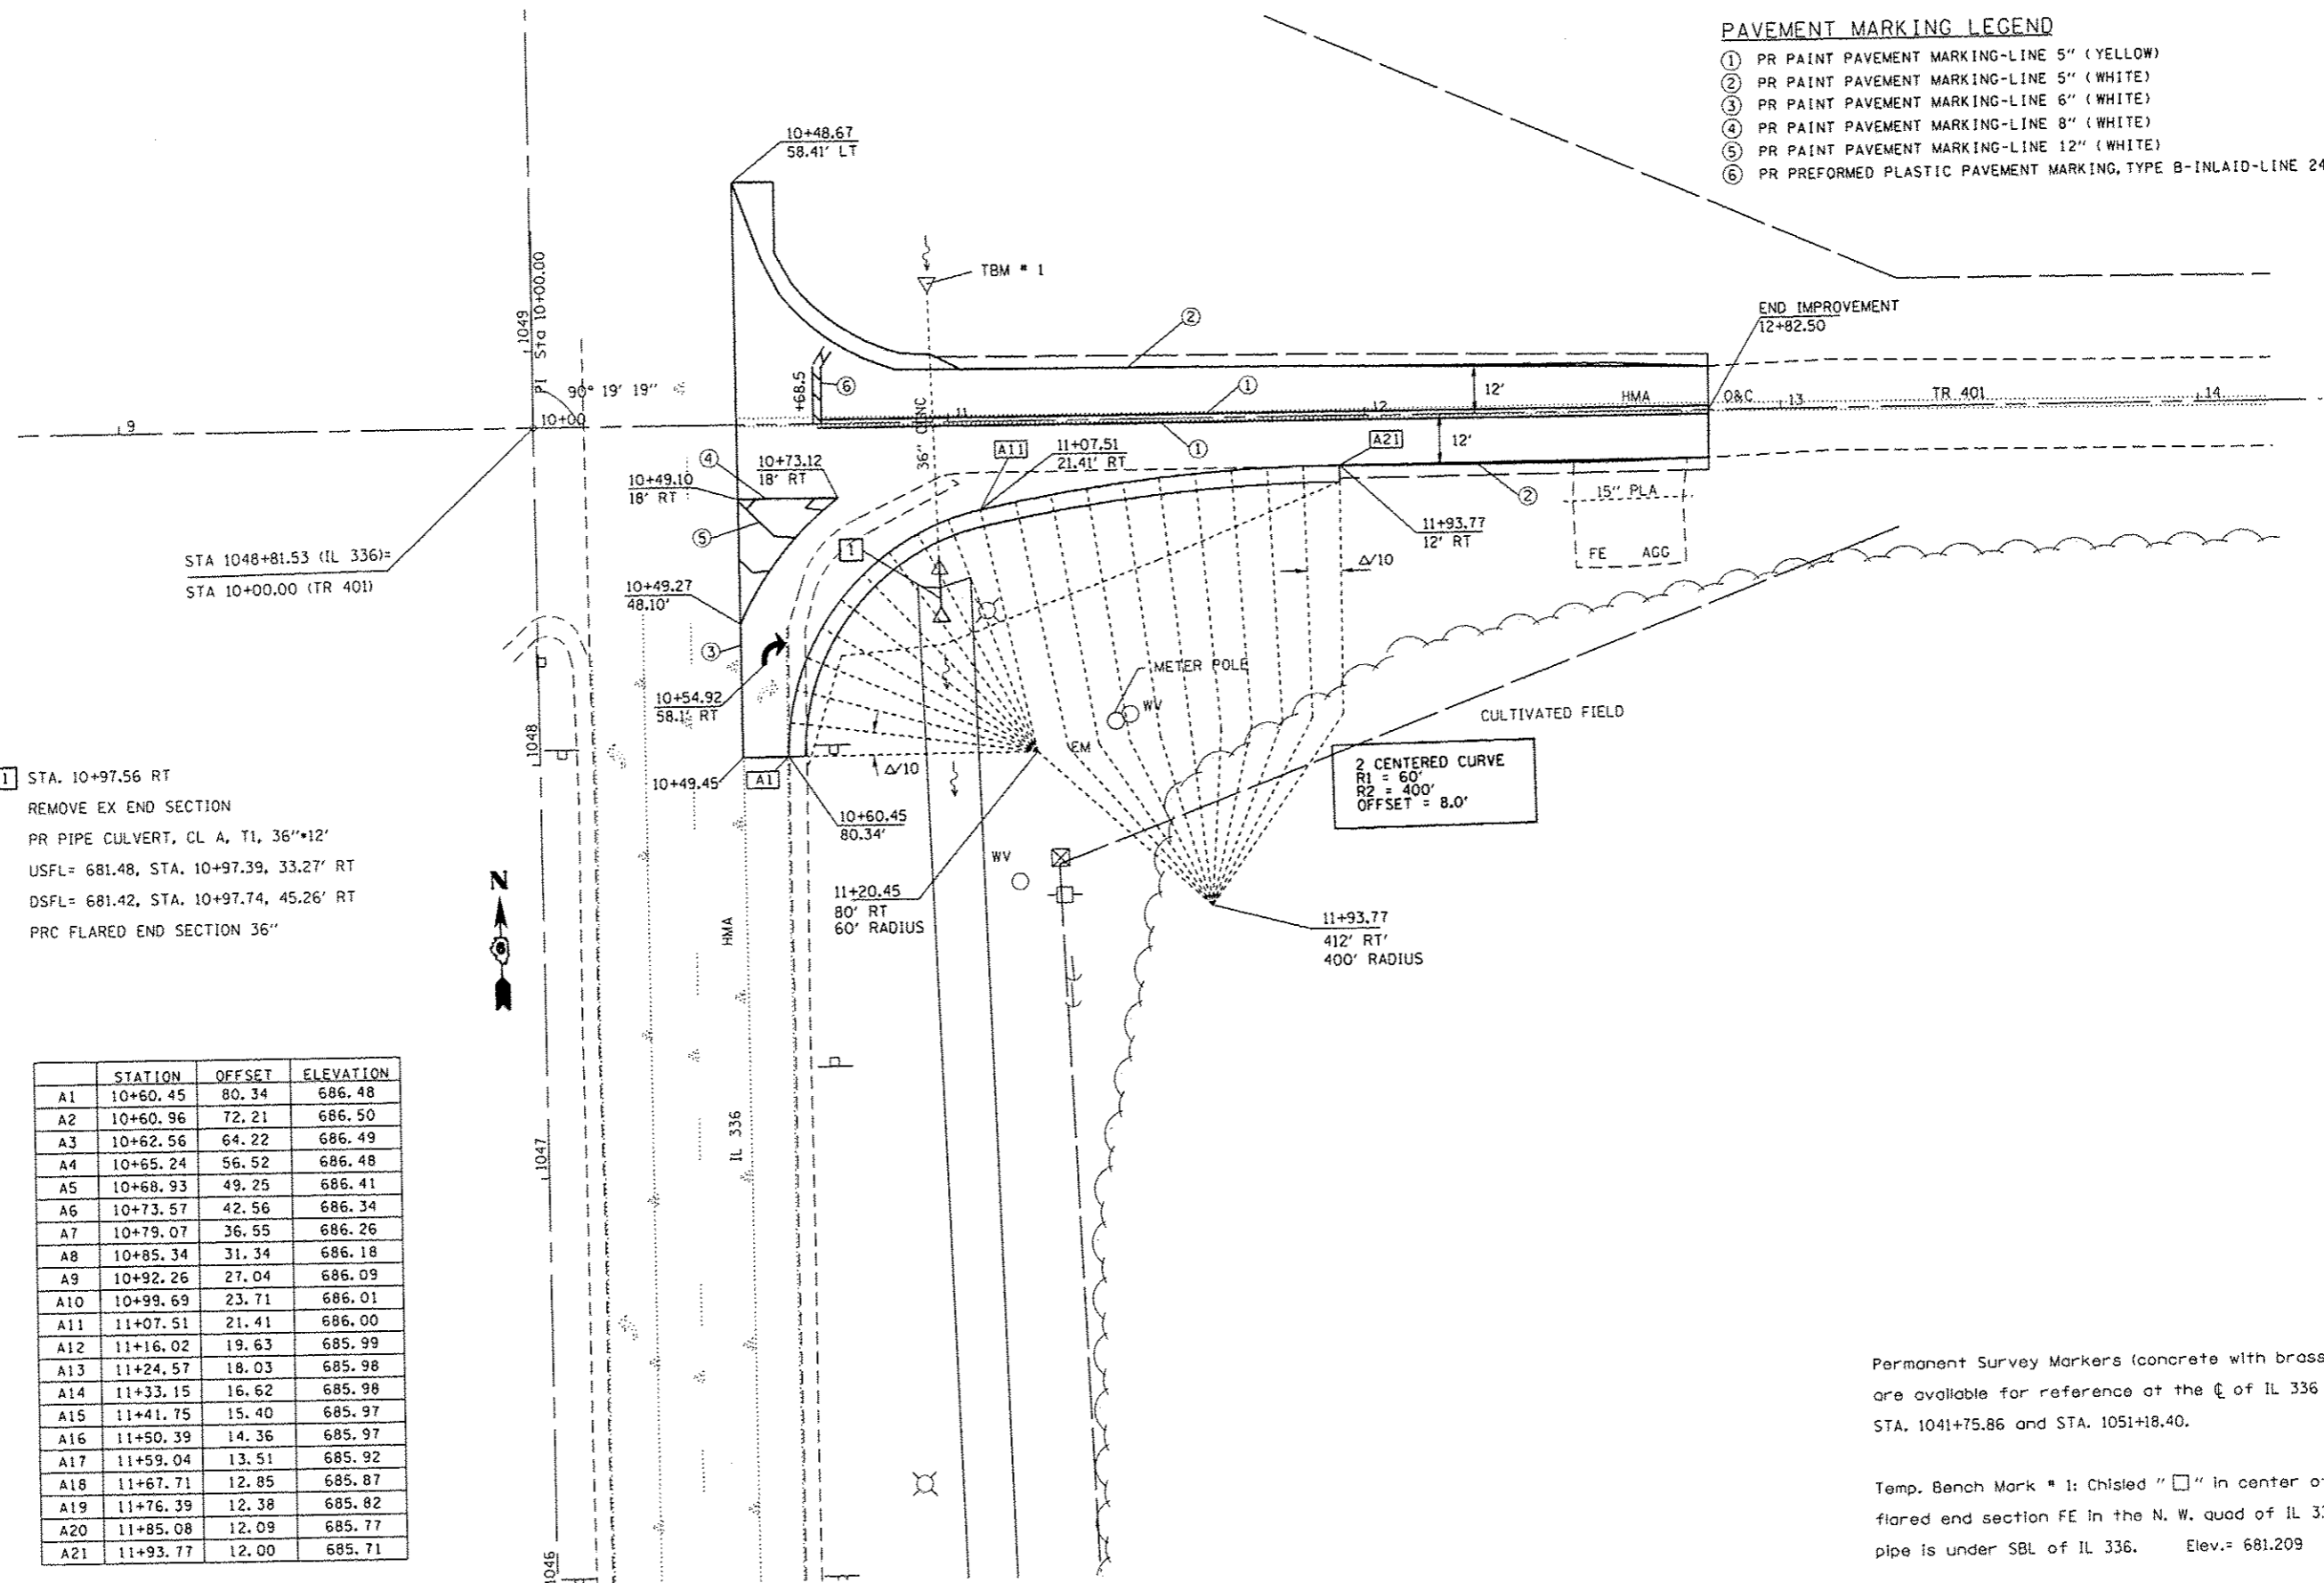 PAVEMENT MARKING LEGEND
① PR PAINT PAVEMENT MARKING-LINE 5" (YELLOW)
② PR PAINT PAVEMENT MARKING-LINE 5" (WHITE)
③ PR PAINT PAVEMENT MARKING-LINE 6" (WHITE)
④ PR PAINT PAVEMENT MARKING-LINE 8" (WHITE)
⑤ PR PAINT PAVEMENT MARKING-LINE 12" (WHITE)
⑥ PR PREFORMED PLASTIC PAVEMENT MARKING, TYPE B-INLAID-LINE 24
10+48.67
58.41' LT
TBM # 1
1049
PI Sta 10+00.00
90° 19' 19"
END IMPROVEMENT
12+82.50
②
①
⑥
+68.5
36" CONC
9
10+00
11
12
12'
HMA
O&C
13
TR 401
14
12'
A11
11+07.51
21.41' RT
①
A21
④
10+73.12
18' RT
10+49.10
18' RT
⑤
1
②
15" PLA
FE AGG
11+93.77
12' RT
Δ/10
STA 1048+81.53 (IL 336)=
STA 10+00.00 (TR 401)
10+49.27
48.10'
③
10+54.92
58.1' RT
METER POLE
WV
EM
CULTIVATED FIELD
1048
10+49.45
A1
Δ/10
10+60.45
80.34'
2 CENTERED CURVE
R1 = 60'
R2 = 400'
OFFSET = 8.0'
1 STA. 10+97.56 RT
REMOVE EX END SECTION
PR PIPE CULVERT, CL A, T1, 36"*12'
USFL= 681.48, STA. 10+97.39, 33.27' RT
DSFL= 681.42, STA. 10+97.74, 45.26' RT
PRC FLARED END SECTION 36"
N
WV
11+20.45
80' RT
60' RADIUS
11+93.77
412' RT'
400' RADIUS
HMA
IL 336
1047
1046
STATION OFFSET ELEVATION
A1 10+60.45 80.34 686.48
A2 10+60.96 72.21 686.50
A3 10+62.56 64.22 686.49
A4 10+65.24 56.52 686.48
A5 10+68.93 49.25 686.41
A6 10+73.57 42.56 686.34
A7 10+79.07 36.55 686.26
A8 10+85.34 31.34 686.18
A9 10+92.26 27.04 686.09
A10 10+99.69 23.71 686.01
A11 11+07.51 21.41 686.00
A12 11+16.02 19.63 685.99
A13 11+24.57 18.03 685.98
A14 11+33.15 16.62 685.98
A15 11+41.75 15.40 685.97
A16 11+50.39 14.36 685.97
A17 11+59.04 13.51 685.92
A18 11+67.71 12.85 685.87
A19 11+76.39 12.38 685.82
A20 11+85.08 12.09 685.77
A21 11+93.77 12.00 685.71
Permanent Survey Markers (concrete with brass
are available for reference at the ℄ of IL 336
STA. 1041+75.86 and STA. 1051+18.40.
Temp. Bench Mark # 1: Chisled "□" in center of
flared end section FE in the N. W. quad of IL 33
pipe is under SBL of IL 336. Elev.= 681.209